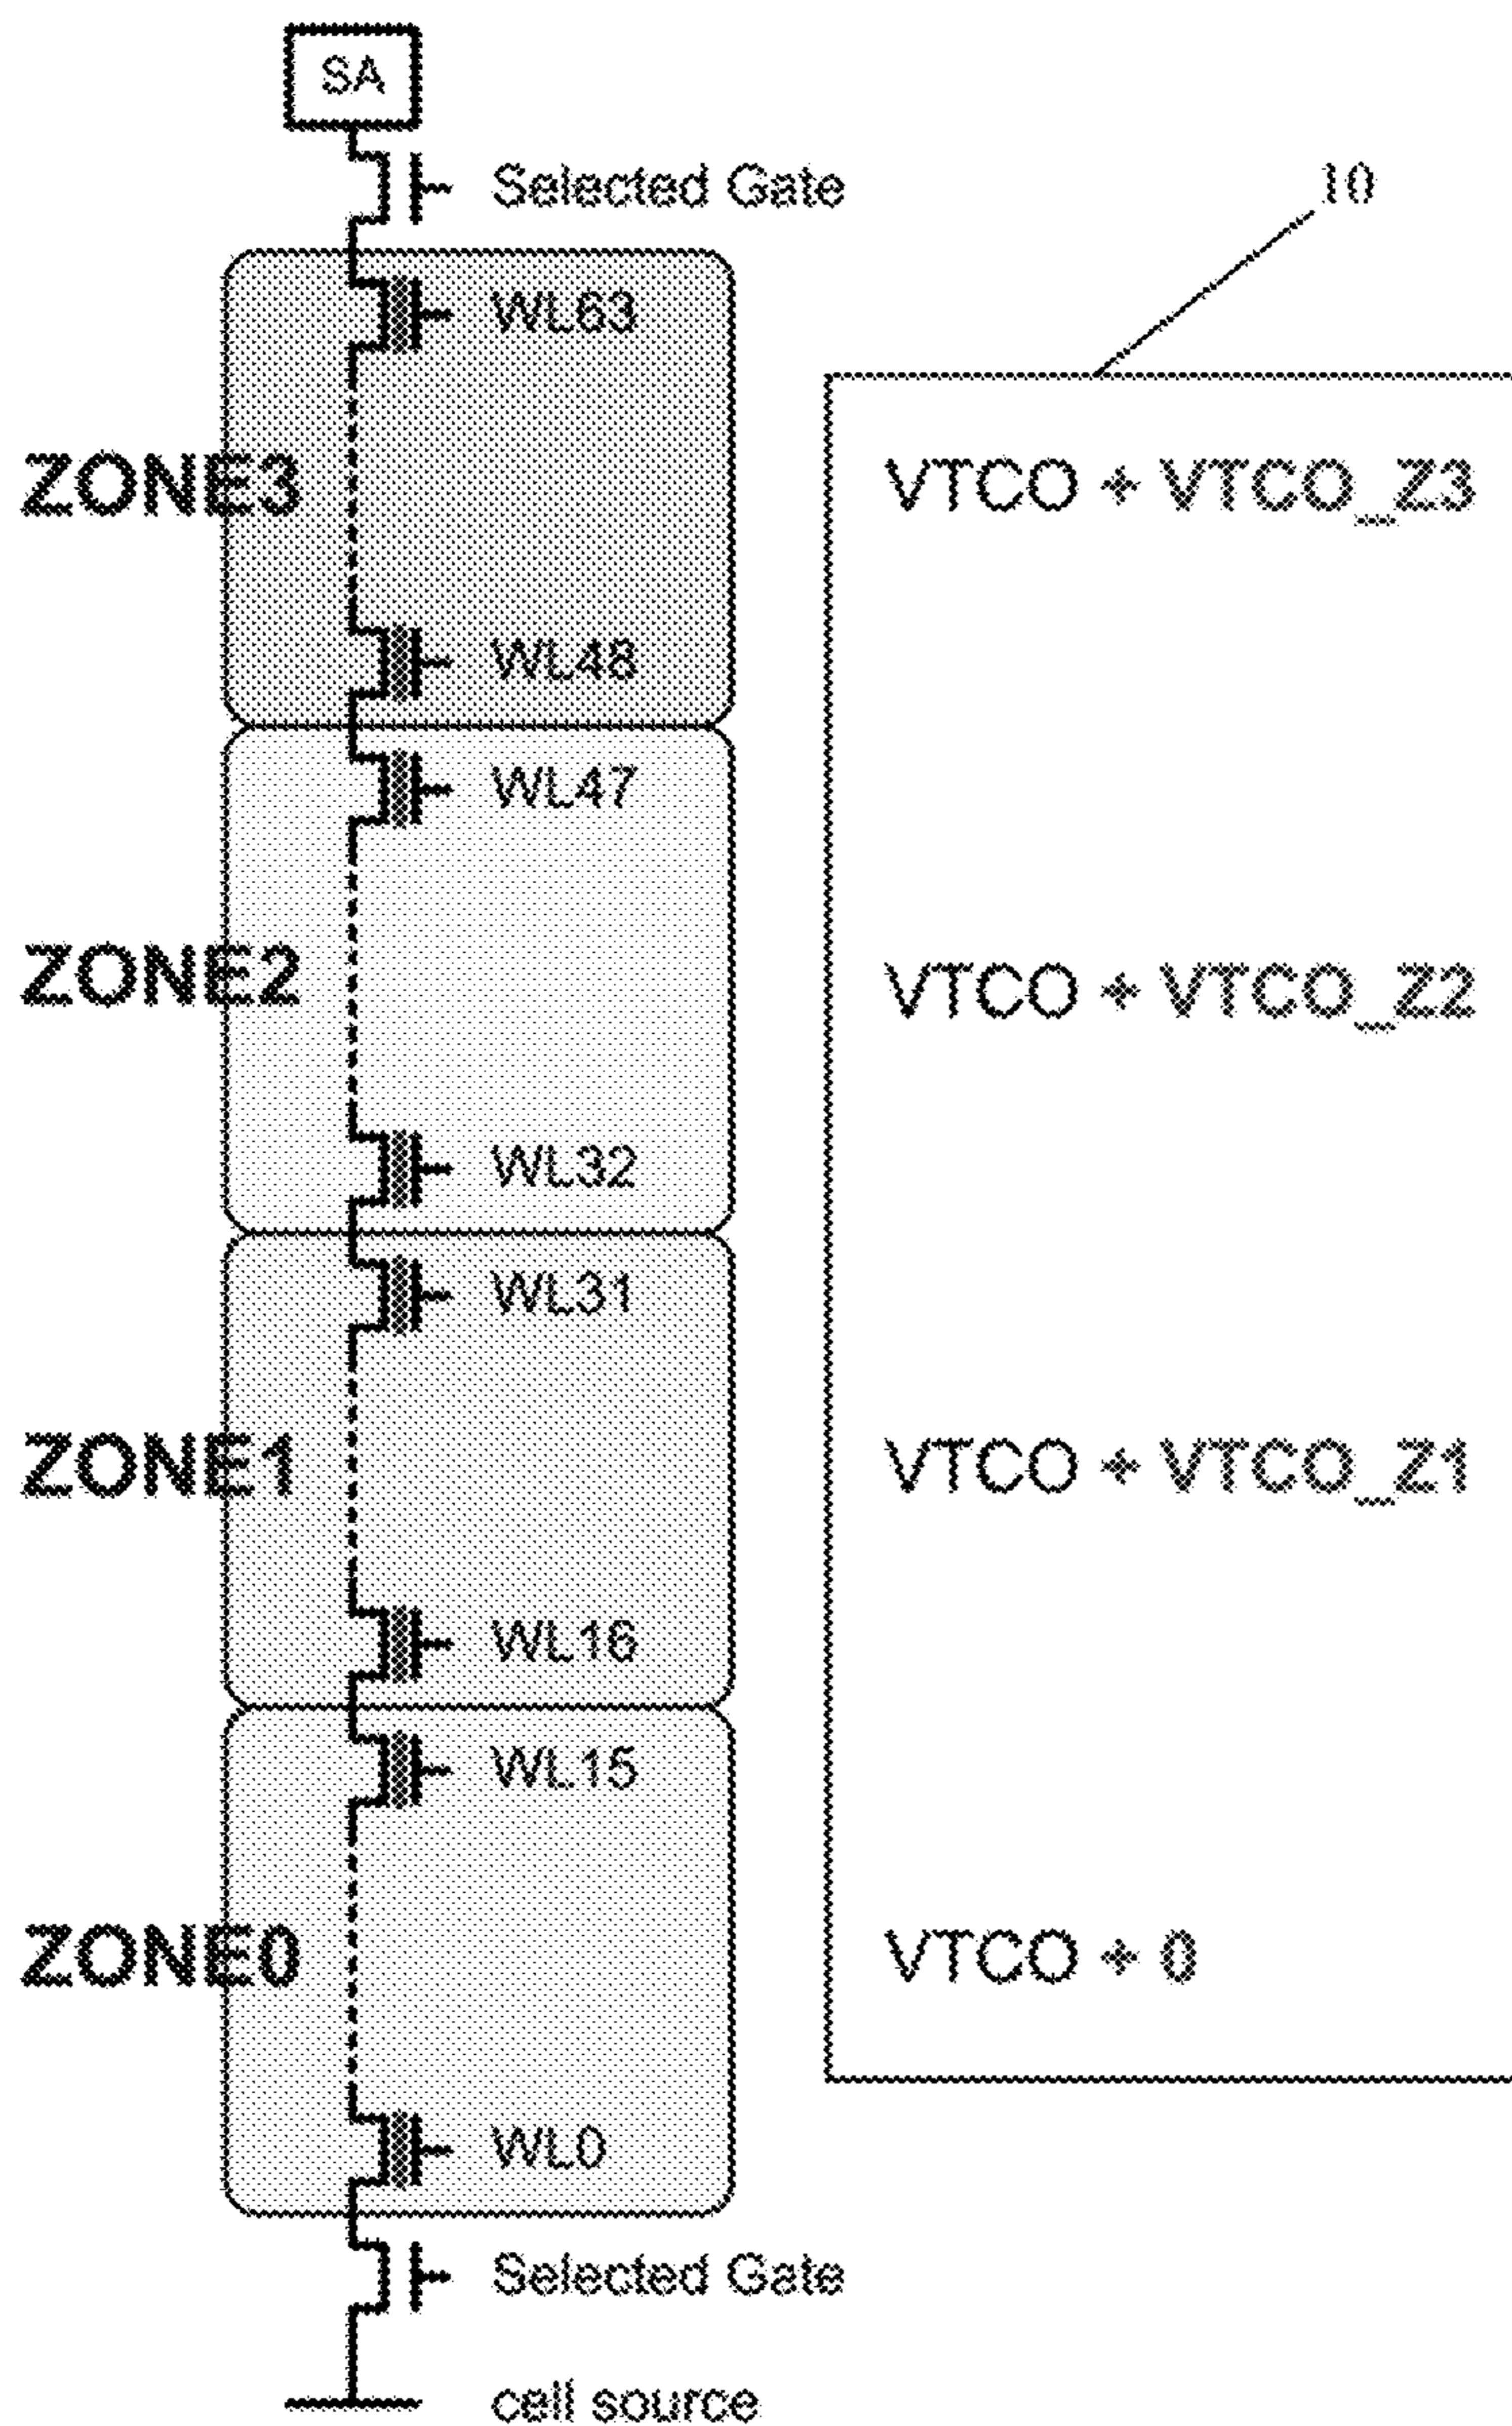 SA
Selected Gate
10
WL63
ZONE3
VTCO + VTCO_Z3
WL48
WL47
ZONE2
VTCO + VTCO_Z2
WL32
WL31
ZONE1
VTCO + VTCO_Z1
WL16
WL15
ZONE0
VTCO + 0
WL0
Selected Gate
cell source